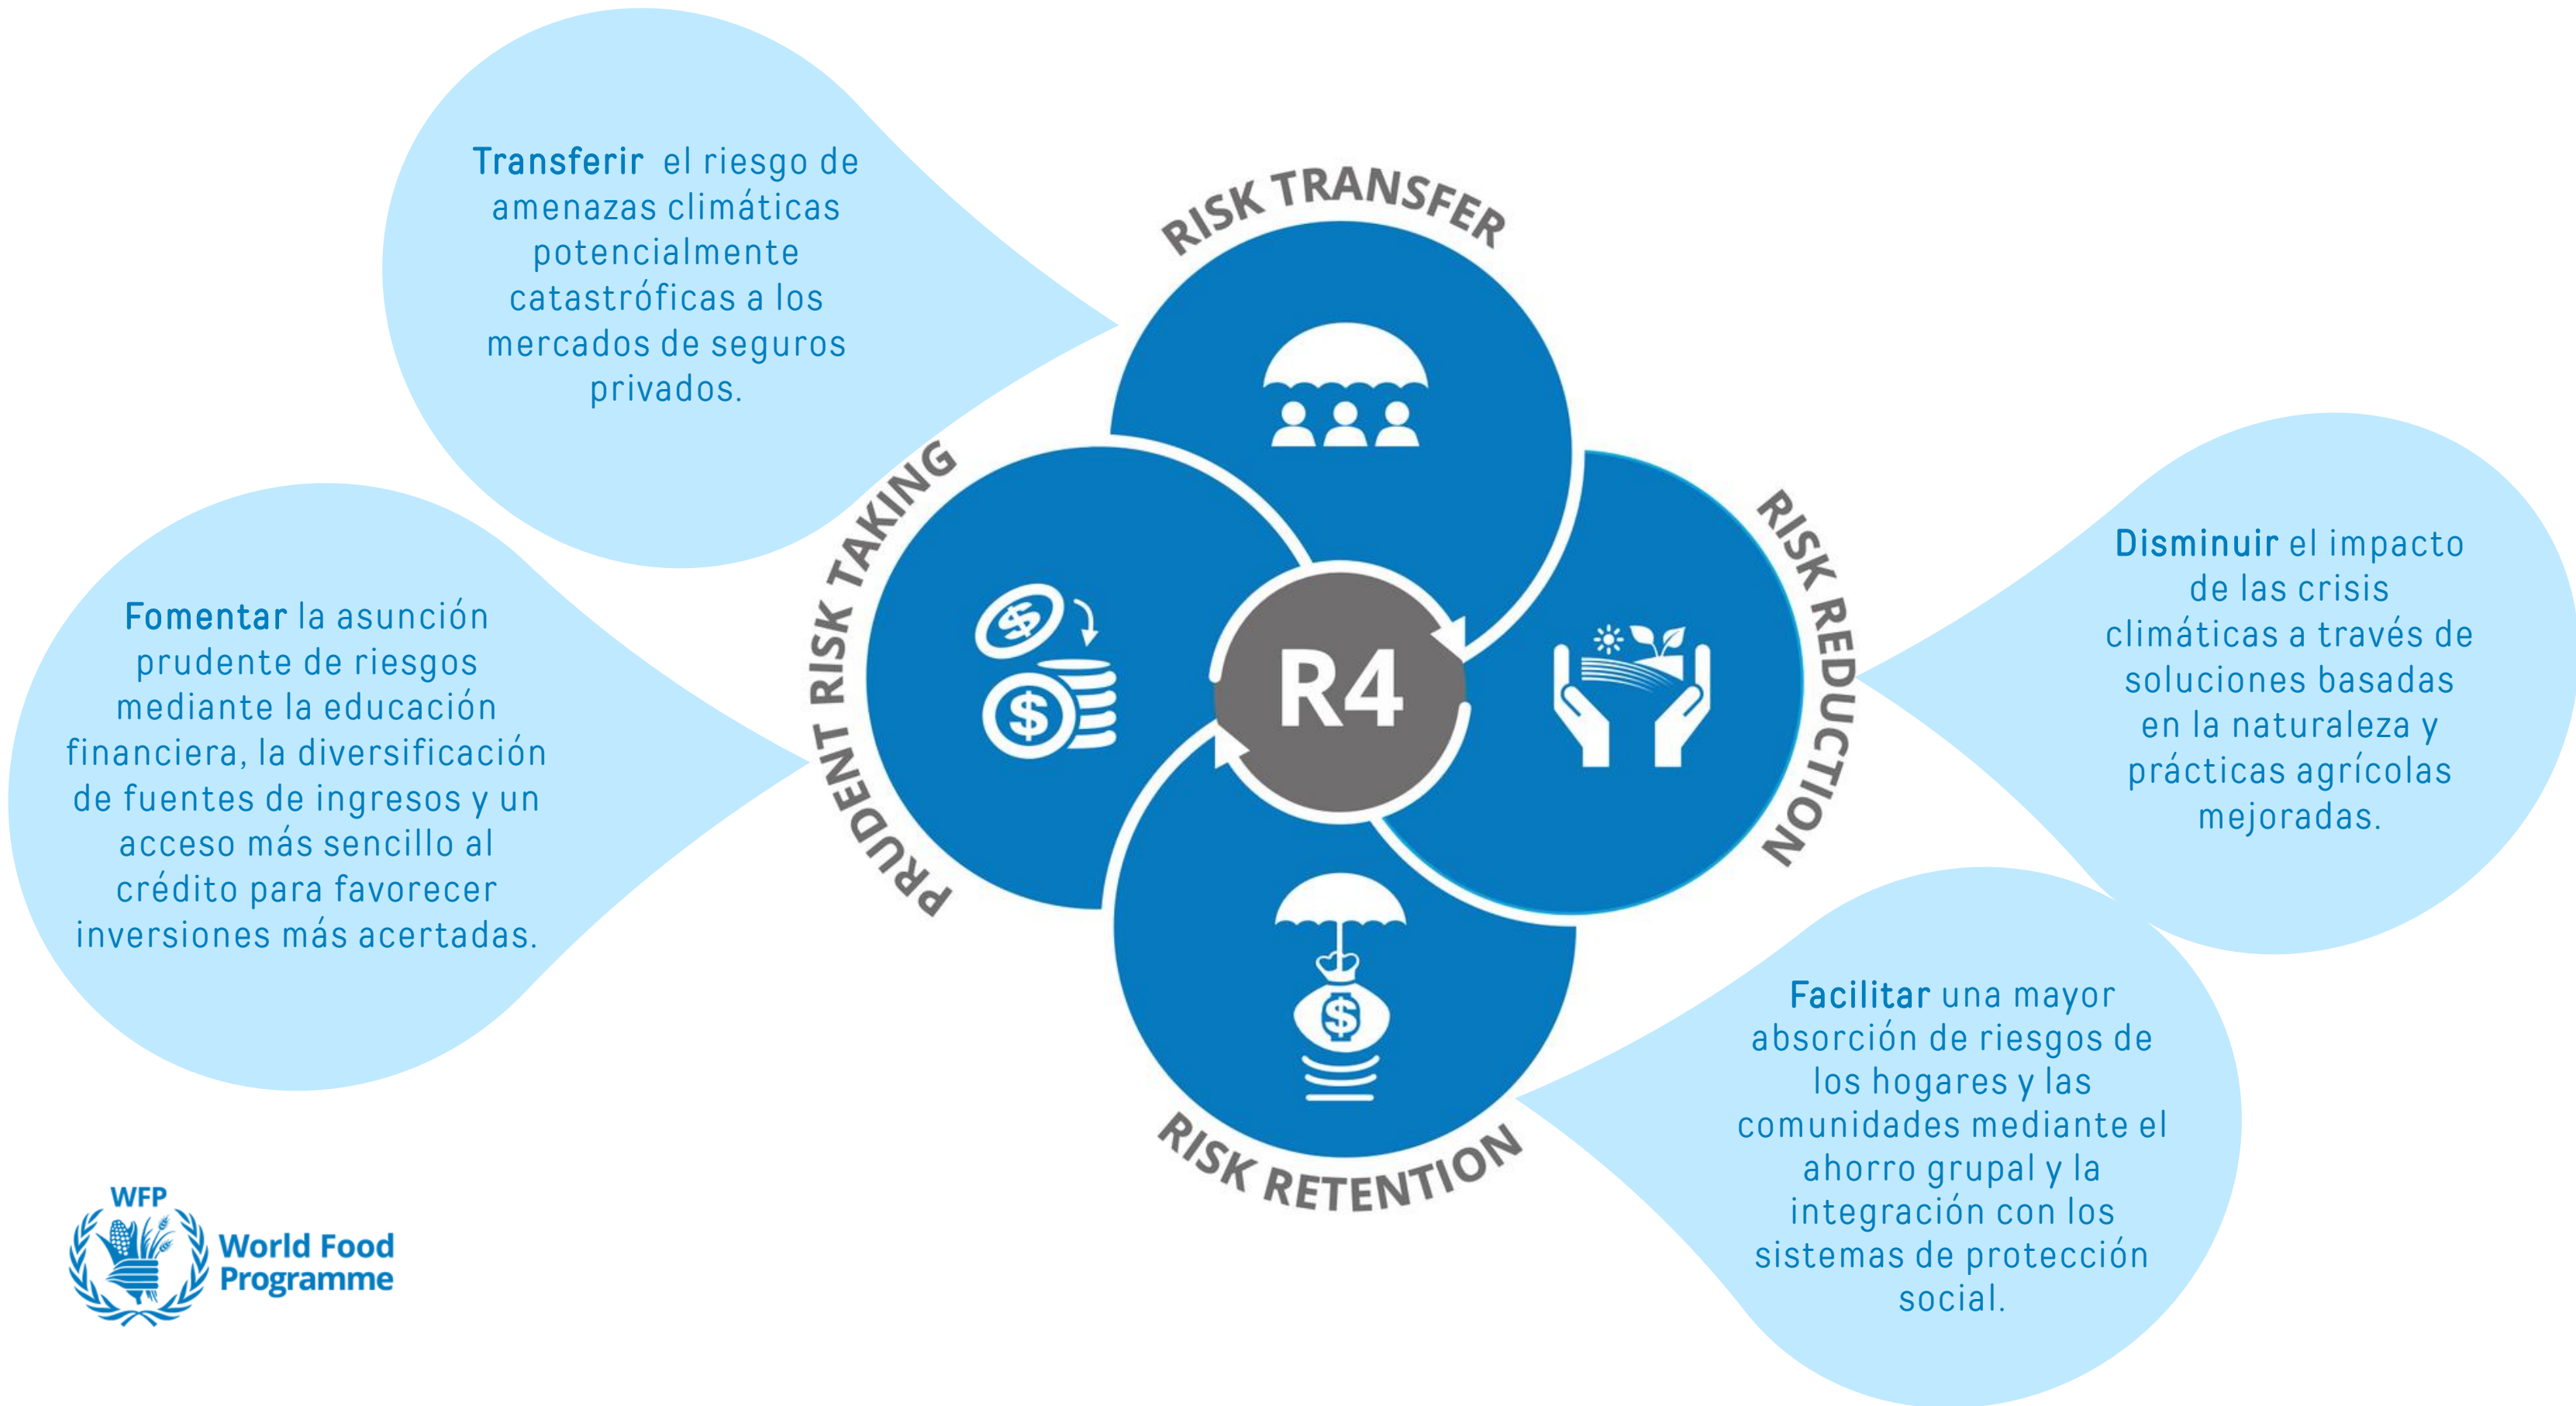 Transferir el riesgo de
amenazas climáticas
potencialmente
catastróficas a los
mercados de seguros
privados.
RISK TRANSFER
PRUDENT RISK TAKING
Fomentar la asunción
prudente de riesgos
mediante la educación
financiera, la diversificación
de fuentes de ingresos y un
acceso más sencillo al
crédito para favorecer
inversiones más acertadas.
R4
RISK REDUCTION
Disminuir el impacto
de las crisis
climáticas a través de
soluciones basadas
en la naturaleza y
prácticas agrícolas
mejoradas.
RISK RETENTION
Facilitar una mayor
absorción de riesgos de
los hogares y las
comunidades mediante el
ahorro grupal y la
integración con los
sistemas de protección
social.
WFP
World Food
Programme